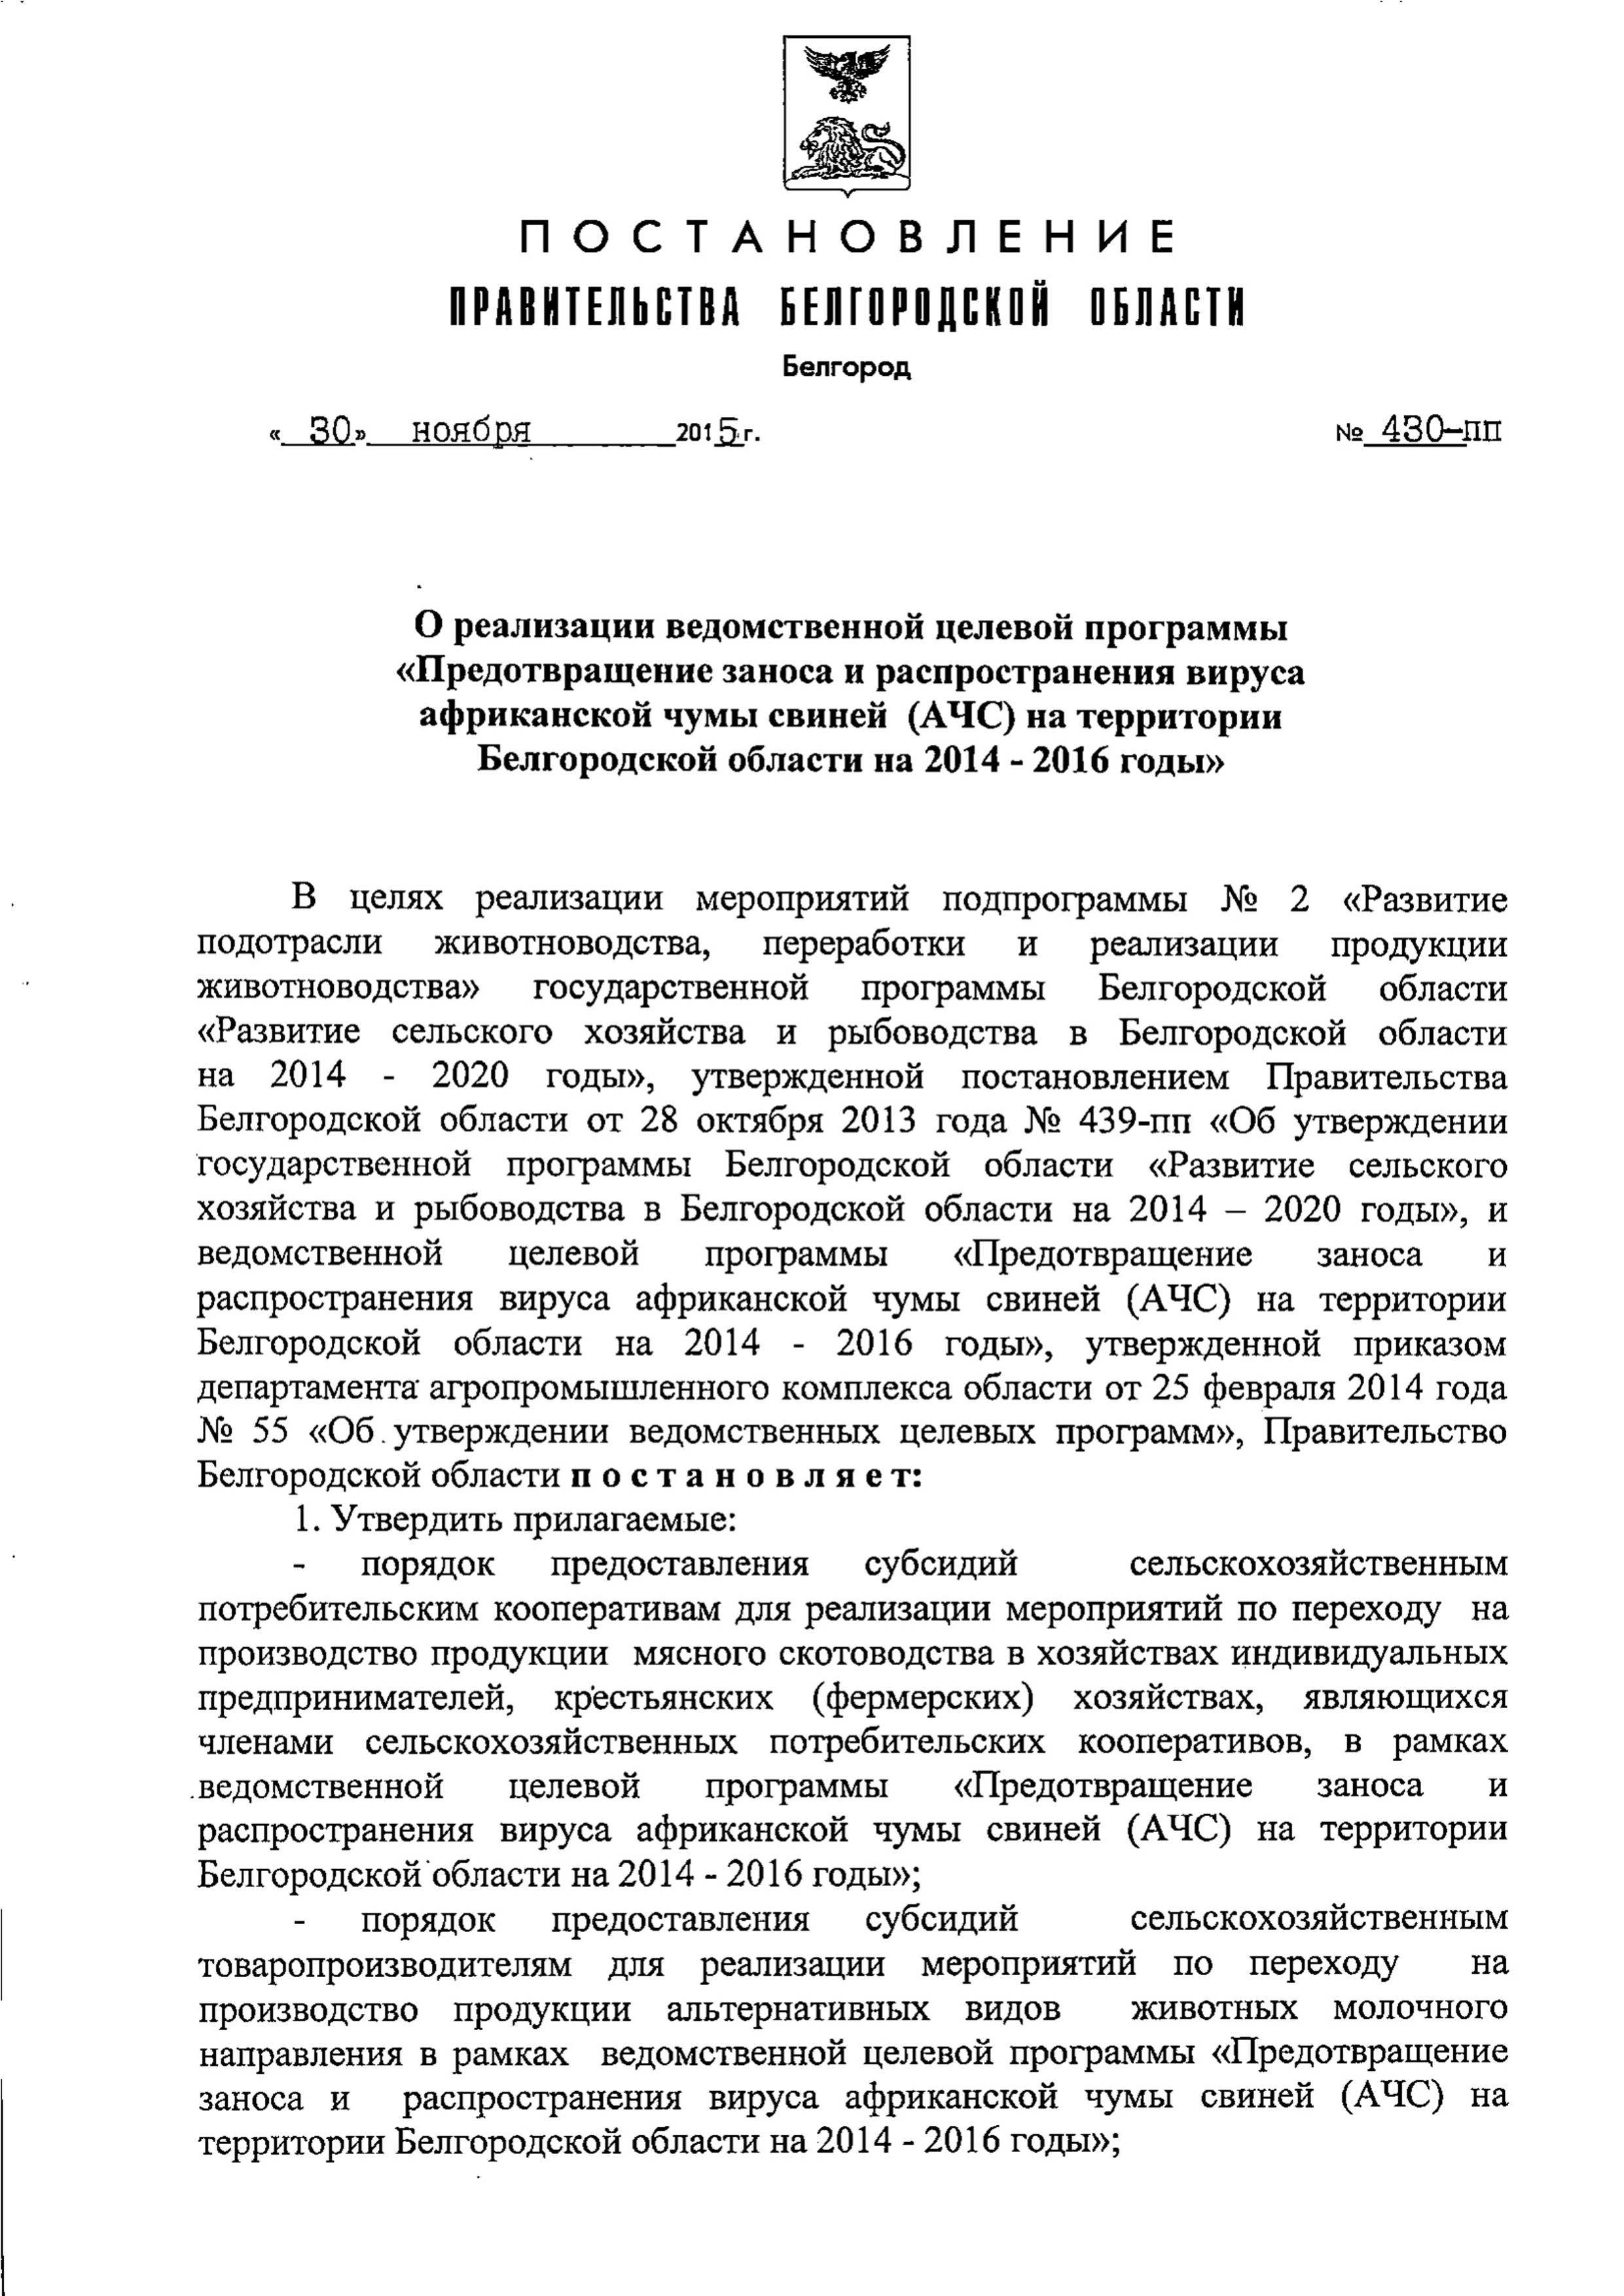 ПОСТАНОВЛЕНИЕ
ПРАВИТЕЛЬСТВА БЕЛГОРОДСКОЙ ОБЛАСТИ
Белгород
« 30» ноября 2015 г. № 430-пп
О реализации ведомственной целевой программы
«Предотвращение заноса и распространения вируса
африканской чумы свиней (АЧС) на территории
Белгородской области на 2014 - 2016 годы»
В целях реализации мероприятий подпрограммы № 2 «Развитие
подотрасли животноводства, переработки и реализации продукции
животноводства» государственной программы Белгородской области
«Развитие сельского хозяйства и рыбоводства в Белгородской области
на 2014 - 2020 годы», утвержденной постановлением Правительства
Белгородской области от 28 октября 2013 года № 439-пп «Об утверждении
государственной программы Белгородской области «Развитие сельского
хозяйства и рыбоводства в Белгородской области на 2014 – 2020 годы», и
ведомственной целевой программы «Предотвращение заноса и
распространения вируса африканской чумы свиней (АЧС) на территории
Белгородской области на 2014 - 2016 годы», утвержденной приказом
департамента агропромышленного комплекса области от 25 февраля 2014 года
№ 55 «Об утверждении ведомственных целевых программ», Правительство
Белгородской области п о с т а н о в л я е т:
1. Утвердить прилагаемые:
- порядок предоставления субсидий сельскохозяйственным
потребительским кооперативам для реализации мероприятий по переходу на
производство продукции мясного скотоводства в хозяйствах индивидуальных
предпринимателей, крестьянских (фермерских) хозяйствах, являющихся
членами сельскохозяйственных потребительских кооперативов, в рамках
ведомственной целевой программы «Предотвращение заноса и
распространения вируса африканской чумы свиней (АЧС) на территории
Белгородской области на 2014 - 2016 годы»;
- порядок предоставления субсидий сельскохозяйственным
товаропроизводителям для реализации мероприятий по переходу на
производство продукции альтернативных видов животных молочного
направления в рамках ведомственной целевой программы «Предотвращение
заноса и распространения вируса африканской чумы свиней (АЧС) на
территории Белгородской области на 2014 - 2016 годы»;